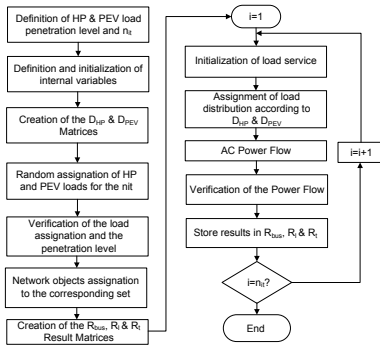 Definition of HP & PEV load
penetration level and nit
Definition and initialization of
internal variables
Creation of the DHP & DPEV
Matrices
Random assignation of HP
and PEV loads for the nit
Verification of the load
assignation and the
penetration level
Network objects assignation
to the corresponding set
Creation of the Rbus, Rl & Rt
Result Matrices
i=1
Initialization of load service
Assignment of load
distribution according to
DHP & DPEV
AC Power Flow
Verification of the Power Flow
Store results in Rbus, Rl & Rt
i=nit?
End
i=i+1